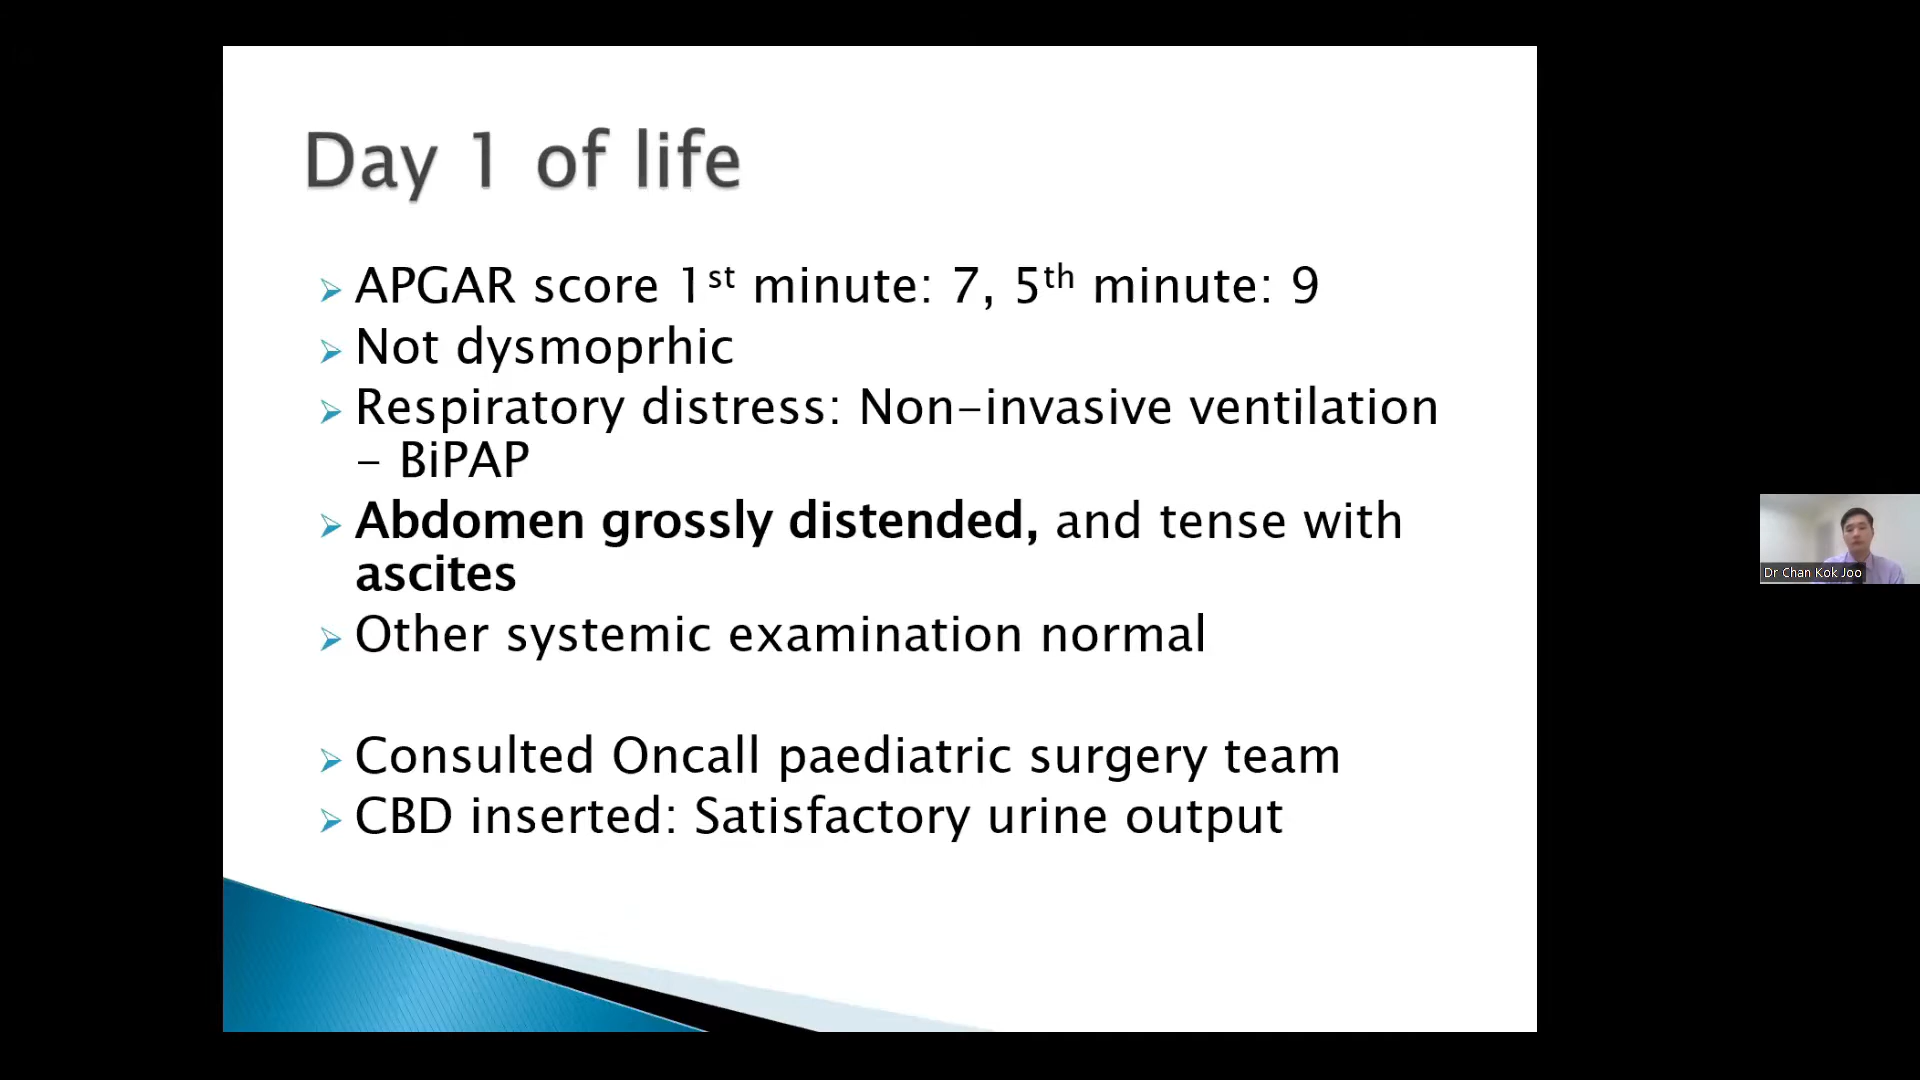 Day 1 of life
APGAR score 1st minute: 7, 5th minute: 9
Not dysmoprhic
Respiratory distress: Non-invasive ventilation
- BiPAP
Abdomen grossly distended, and tense with
ascites
Other systemic examination normal
Consulted Oncall paediatric surgery team
CBD inserted: Satisfactory urine output
Dr Chan Kok Joo